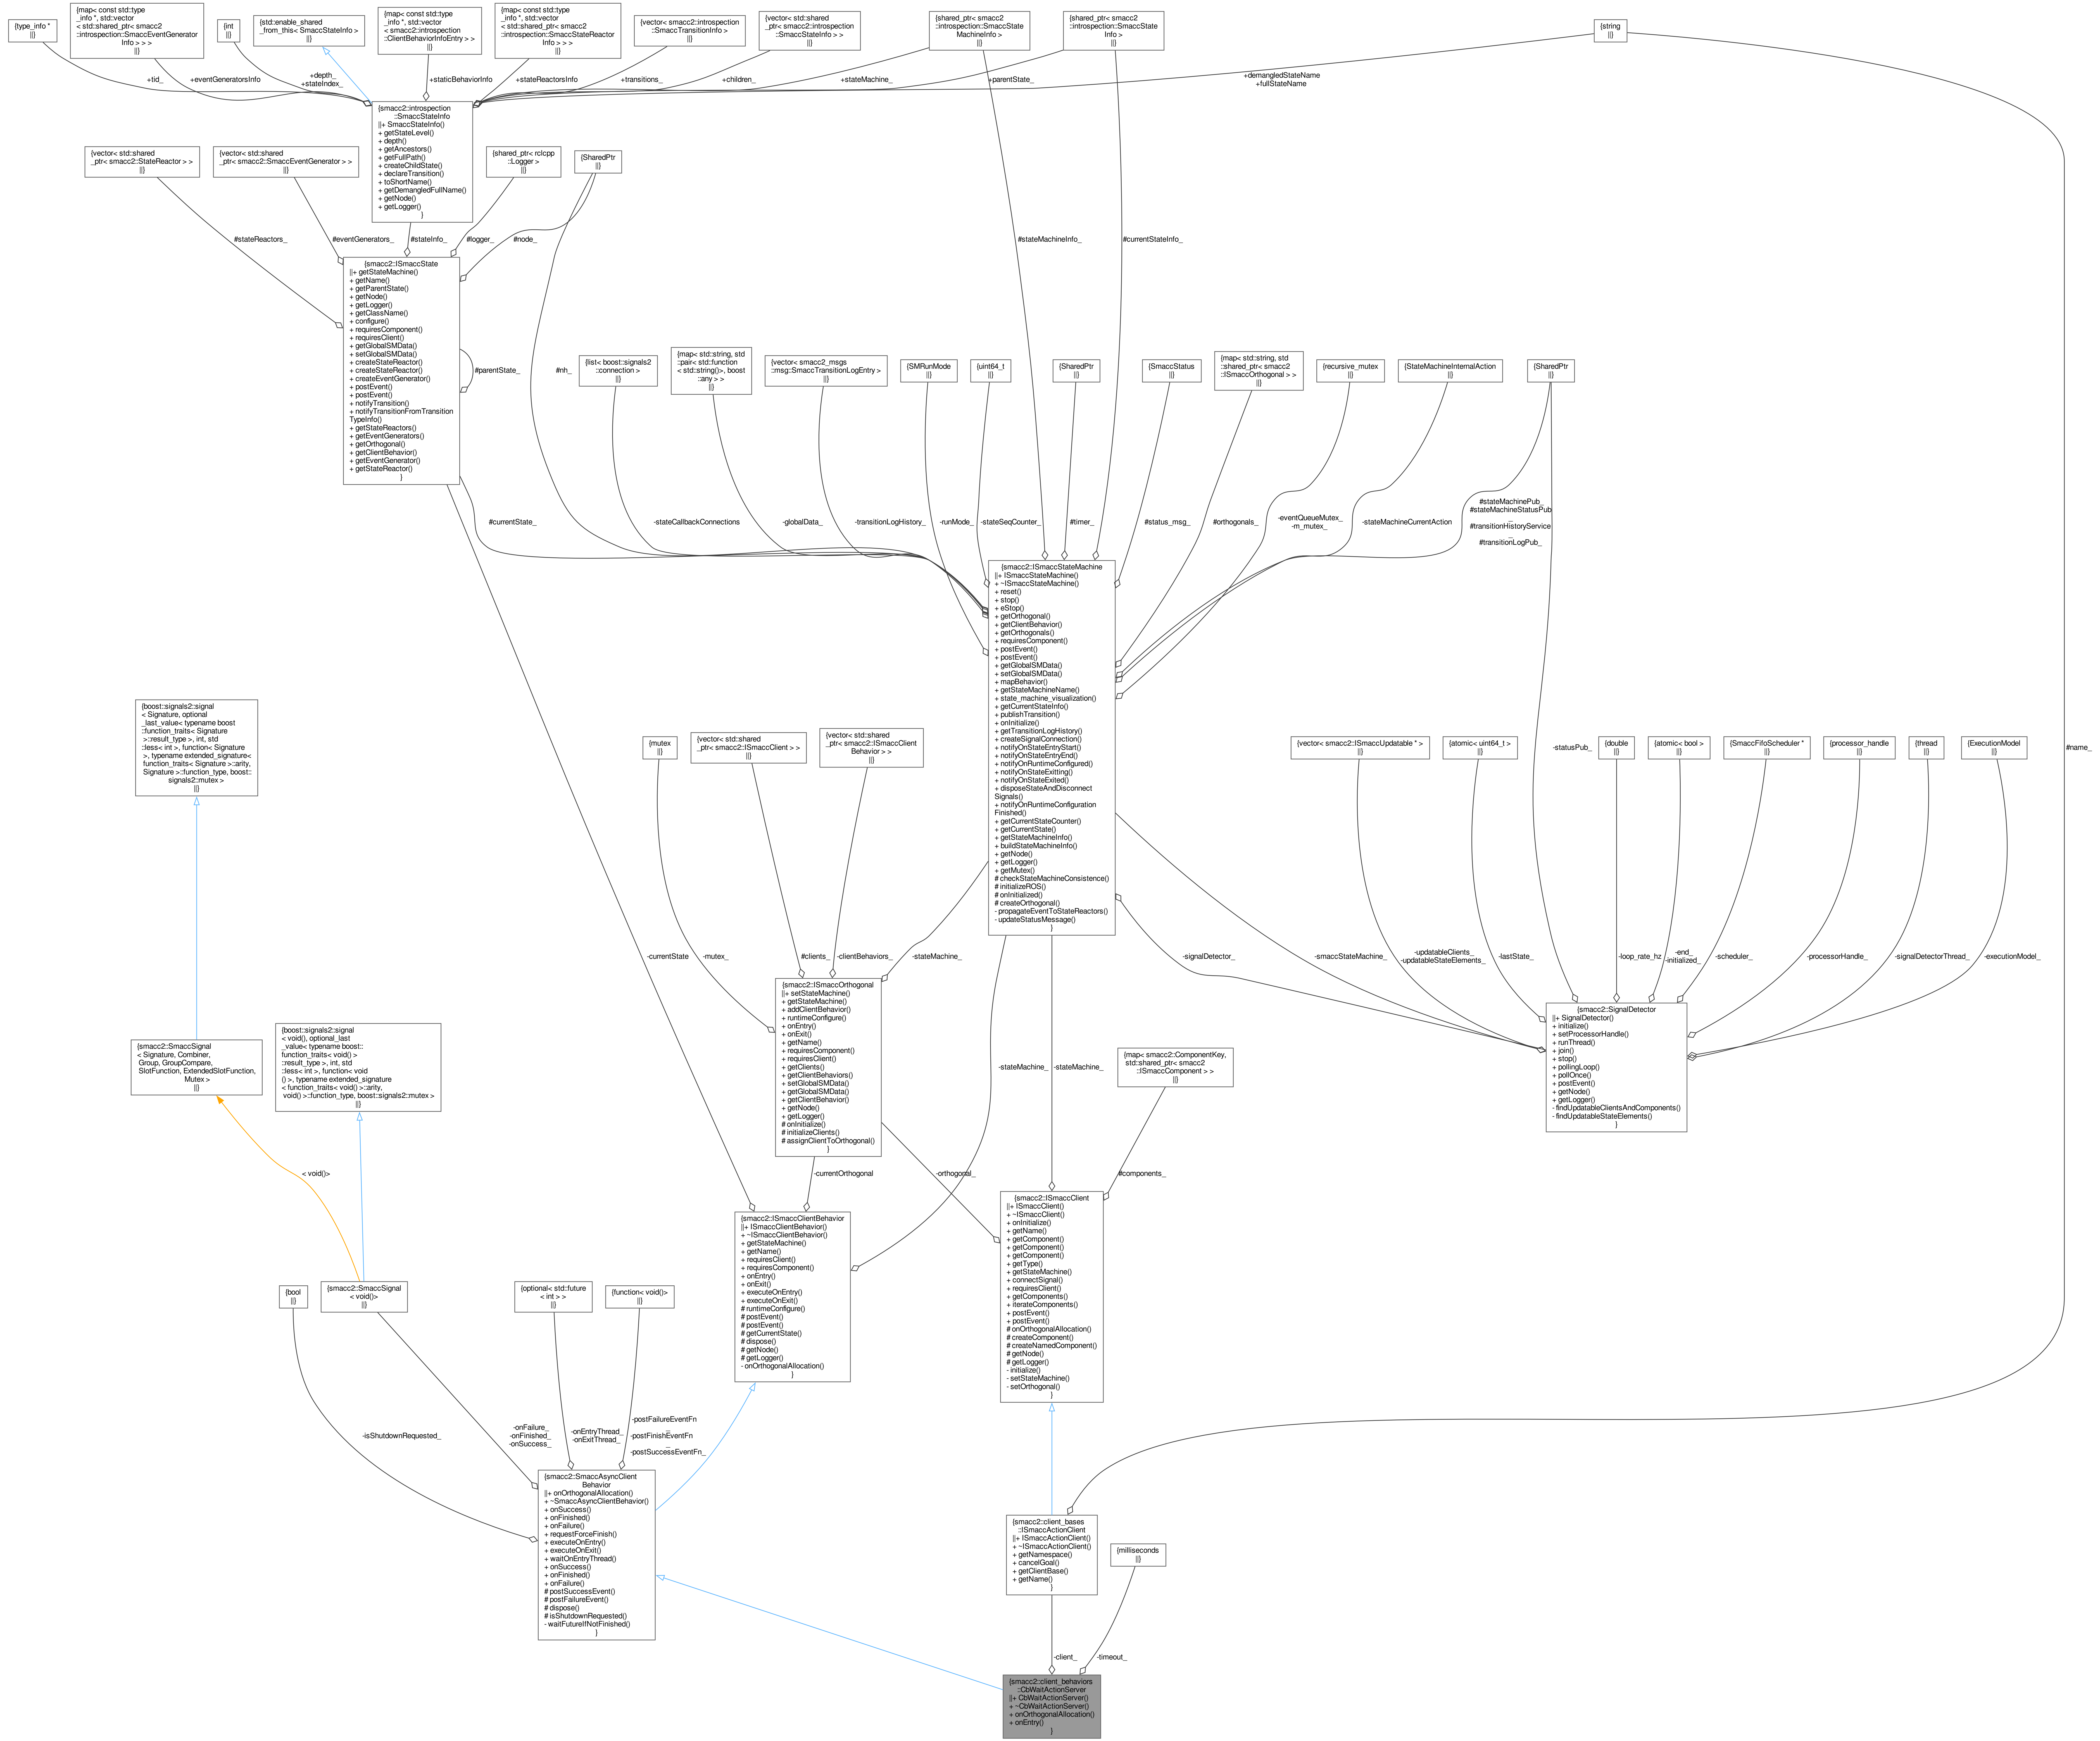 {type_info *
||}
{map< const std::type
_info *, std::vector
< std::shared_ptr< smacc2
::introspection::SmaccEventGenerator
Info > > >
||}
{int
||}
{std::enable_shared
_from_this< SmaccStateInfo >
||}
{map< const std::type
_info *, std::vector
< smacc2::introspection
::ClientBehaviorInfoEntry > >
||}
{map< const std::type
_info *, std::vector
< std::shared_ptr< smacc2
::introspection::SmaccStateReactor
Info > > >
||}
{vector< smacc2::introspection
::SmaccTransitionInfo >
||}
{vector< std::shared
_ptr< smacc2::introspection
::SmaccStateInfo > >
||}
{shared_ptr< smacc2
::introspection::SmaccState
MachineInfo >
||}
{shared_ptr< smacc2
::introspection::SmaccState
Info >
||}
{string
||}
+tid_
+eventGeneratorsInfo
+depth_
+stateIndex_
+staticBehaviorInfo
+stateReactorsInfo
+transitions_
+children_
+stateMachine_
+parentState_
+demangledStateName
+fullStateName
{smacc2::introspection
::SmaccStateInfo
||+ SmaccStateInfo()
+ getStateLevel()
+ depth()
+ getAncestors()
+ getFullPath()
+ createChildState()
+ declareTransition()
+ toShortName()
+ getDemangledFullName()
+ getNode()
+ getLogger()
}
{vector< std::shared
_ptr< smacc2::StateReactor > >
||}
{vector< std::shared
_ptr< smacc2::SmaccEventGenerator > >
||}
{shared_ptr< rclcpp
::Logger >
||}
{SharedPtr
||}
#stateReactors_
#eventGenerators_
#stateInfo_
#logger_
#node_
#stateMachineInfo_
#currentStateInfo_
{smacc2::ISmaccState
||+ getStateMachine()
+ getName()
+ getParentState()
+ getNode()
+ getLogger()
+ getClassName()
+ configure()
+ requiresComponent()
+ requiresClient()
+ getGlobalSMData()
+ setGlobalSMData()
+ createStateReactor()
+ createStateReactor()
+ createEventGenerator()
+ postEvent()
+ postEvent()
+ notifyTransition()
+ notifyTransitionFromTransition
TypeInfo()
+ getStateReactors()
+ getEventGenerators()
+ getOrthogonal()
+ getClientBehavior()
+ getEventGenerator()
+ getStateReactor()
}
#parentState_
#nh_
{list< boost::signals2
::connection >
||}
{map< std::string, std
::pair< std::function
< std::string()>, boost
::any > >
||}
{vector< smacc2_msgs
::msg::SmaccTransitionLogEntry >
||}
{SMRunMode
||}
{uint64_t
||}
{SharedPtr
||}
{SmaccStatus
||}
{map< std::string, std
::shared_ptr< smacc2
::ISmaccOrthogonal > >
||}
{recursive_mutex
||}
{StateMachineInternalAction
||}
{SharedPtr
||}
#currentState_
-stateCallbackConnections
-globalData_
-transitionLogHistory_
-runMode_
-stateSeqCounter_
#timer_
#status_msg_
#orthogonals_
-eventQueueMutex_
-m_mutex_
-stateMachineCurrentAction
#stateMachinePub_
#stateMachineStatusPub
_
#transitionHistoryService
_
#transitionLogPub_
{smacc2::ISmaccStateMachine
||+ ISmaccStateMachine()
+ ~ISmaccStateMachine()
+ reset()
+ stop()
+ eStop()
+ getOrthogonal()
+ getClientBehavior()
+ getOrthogonals()
+ requiresComponent()
+ postEvent()
+ postEvent()
+ getGlobalSMData()
+ setGlobalSMData()
+ mapBehavior()
+ getStateMachineName()
+ state_machine_visualization()
+ getCurrentStateInfo()
+ publishTransition()
+ onInitialize()
+ getTransitionLogHistory()
+ createSignalConnection()
+ notifyOnStateEntryStart()
+ notifyOnStateEntryEnd()
+ notifyOnRuntimeConfigured()
+ notifyOnStateExitting()
+ notifyOnStateExited()
+ disposeStateAndDisconnect
Signals()
+ notifyOnRuntimeConfiguration
Finished()
+ getCurrentStateCounter()
+ getCurrentState()
+ getStateMachineInfo()
+ buildStateMachineInfo()
+ getNode()
+ getLogger()
+ getMutex()
# checkStateMachineConsistence()
# initializeROS()
# onInitialized()
# createOrthogonal()
- propagateEventToStateReactors()
- updateStatusMessage()
}
{boost::signals2::signal
< Signature, optional
_last_value< typename boost
::function_traits< Signature
>::result_type >, int, std
::less< int >, function< Signature
>, typename extended_signature<
function_traits< Signature >::arity,
Signature >::function_type, boost::
signals2::mutex >
||}
{mutex
||}
{vector< std::shared
_ptr< smacc2::ISmaccClient > >
||}
{vector< std::shared
_ptr< smacc2::ISmaccClient
Behavior > >
||}
{vector< smacc2::ISmaccUpdatable * >
||}
{atomic< uint64_t >
||}
-statusPub_
{double
||}
{atomic< bool >
||}
{SmaccFifoScheduler *
||}
{processor_handle
||}
{thread
||}
{ExecutionModel
||}
#name_
-currentState
-mutex_
#clients_
-clientBehaviors_
-stateMachine_
-signalDetector_
-smaccStateMachine_
-updatableClients_
-updatableStateElements_
-lastState_
-loop_rate_hz
-end_
-initialized_
-scheduler_
-processorHandle_
-signalDetectorThread_
-executionModel_
{smacc2::ISmaccOrthogonal
||+ setStateMachine()
+ getStateMachine()
+ addClientBehavior()
+ runtimeConfigure()
+ onEntry()
+ onExit()
+ getName()
+ requiresComponent()
+ requiresClient()
+ getClients()
+ getClientBehaviors()
+ setGlobalSMData()
+ getGlobalSMData()
+ getClientBehavior()
+ getNode()
+ getLogger()
# onInitialize()
# initializeClients()
# assignClientToOrthogonal()
}
{smacc2::SignalDetector
||+ SignalDetector()
+ initialize()
+ setProcessorHandle()
+ runThread()
+ join()
+ stop()
+ pollingLoop()
+ pollOnce()
+ postEvent()
+ getNode()
+ getLogger()
- findUpdatableClientsAndComponents()
- findUpdatableStateElements()
}
{smacc2::SmaccSignal
< Signature, Combiner,
Group, GroupCompare,
SlotFunction, ExtendedSlotFunction,
Mutex >
||}
{boost::signals2::signal
< void(), optional_last
_value< typename boost::
function_traits< void() >
::result_type >, int, std
::less< int >, function< void
() >, typename extended_signature
< function_traits< void() >::arity,
void() >::function_type, boost::signals2::mutex >
||}
-stateMachine_
-stateMachine_
{map< smacc2::ComponentKey,
std::shared_ptr< smacc2
::ISmaccComponent > >
||}
< void()>
-currentOrthogonal
-orthogonal_
#components_
{smacc2::ISmaccClientBehavior
||+ ISmaccClientBehavior()
+ ~ISmaccClientBehavior()
+ getStateMachine()
+ getName()
+ requiresClient()
+ requiresComponent()
+ onEntry()
+ onExit()
+ executeOnEntry()
+ executeOnExit()
# runtimeConfigure()
# postEvent()
# postEvent()
# getCurrentState()
# dispose()
# getNode()
# getLogger()
- onOrthogonalAllocation()
}
{smacc2::ISmaccClient
||+ ISmaccClient()
+ ~ISmaccClient()
+ onInitialize()
+ getName()
+ getComponent()
+ getComponent()
+ getComponent()
+ getType()
+ getStateMachine()
+ connectSignal()
+ requiresClient()
+ getComponents()
+ iterateComponents()
+ postEvent()
+ postEvent()
# onOrthogonalAllocation()
# createComponent()
# createNamedComponent()
# getNode()
# getLogger()
- initialize()
- setStateMachine()
- setOrthogonal()
}
{bool
||}
{smacc2::SmaccSignal
< void()>
||}
{optional< std::future
< int > >
||}
{function< void()>
||}
-isShutdownRequested_
-onFailure_
-onFinished_
-onSuccess_
-onEntryThread_
-onExitThread_
-postFailureEventFn
_
-postFinishEventFn
_
-postSuccessEventFn_
{smacc2::SmaccAsyncClient
Behavior
||+ onOrthogonalAllocation()
+ ~SmaccAsyncClientBehavior()
+ onSuccess()
+ onFinished()
+ onFailure()
+ requestForceFinish()
+ executeOnEntry()
+ executeOnExit()
+ waitOnEntryThread()
+ onSuccess()
+ onFinished()
+ onFailure()
# postSuccessEvent()
# postFailureEvent()
# dispose()
# isShutdownRequested()
- waitFutureIfNotFinished()
}
{smacc2::client_bases
::ISmaccActionClient
||+ ISmaccActionClient()
+ ~ISmaccActionClient()
+ getNamespace()
+ cancelGoal()
+ getClientBase()
+ getName()
}
{milliseconds
||}
-client_
-timeout_
{smacc2::client_behaviors
::CbWaitActionServer
||+ CbWaitActionServer()
+ ~CbWaitActionServer()
+ onOrthogonalAllocation()
+ onEntry()
}